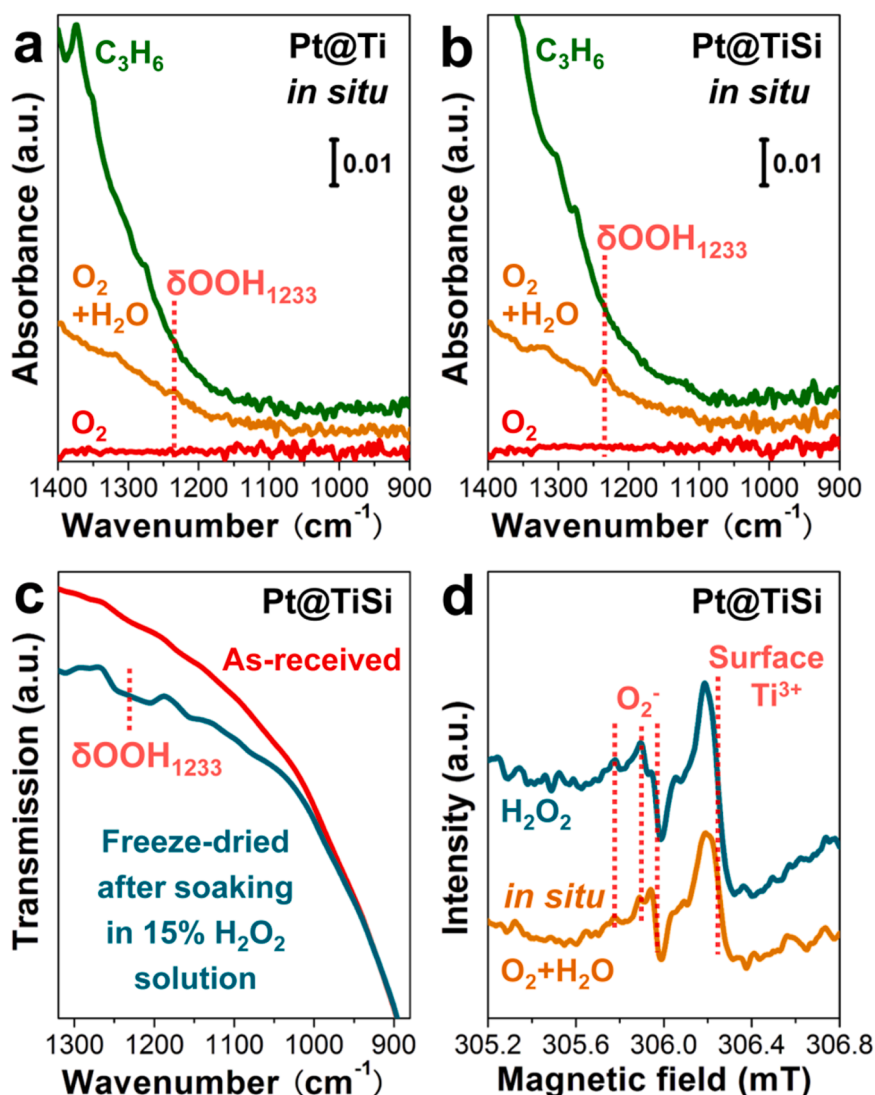 a
C₃H₆
Pt@Ti
in situ
0.01
δOOH₁₂₃₃
O₂
+H₂O
O₂
Absorbance (a.u.)
1400 1300 1200 1100 1000 900
Wavenumber (cm⁻¹)
b
C₃H₆
Pt@TiSi
in situ
0.01
δOOH₁₂₃₃
O₂
+H₂O
O₂
Absorbance (a.u.)
1400 1300 1200 1100 1000 900
Wavenumber (cm⁻¹)
c
Pt@TiSi
As-received
δOOH₁₂₃₃
Freeze-dried
after soaking
in 15% H₂O₂
solution
Transmission (a.u.)
1300 1200 1100 1000 900
Wavenumber (cm⁻¹)
d
Pt@TiSi
Surface
Ti³⁺
O₂⁻
H₂O₂
in situ
O₂+H₂O
Intensity (a.u.)
305.2 305.6 306.0 306.4 306.8
Magnetic field (mT)